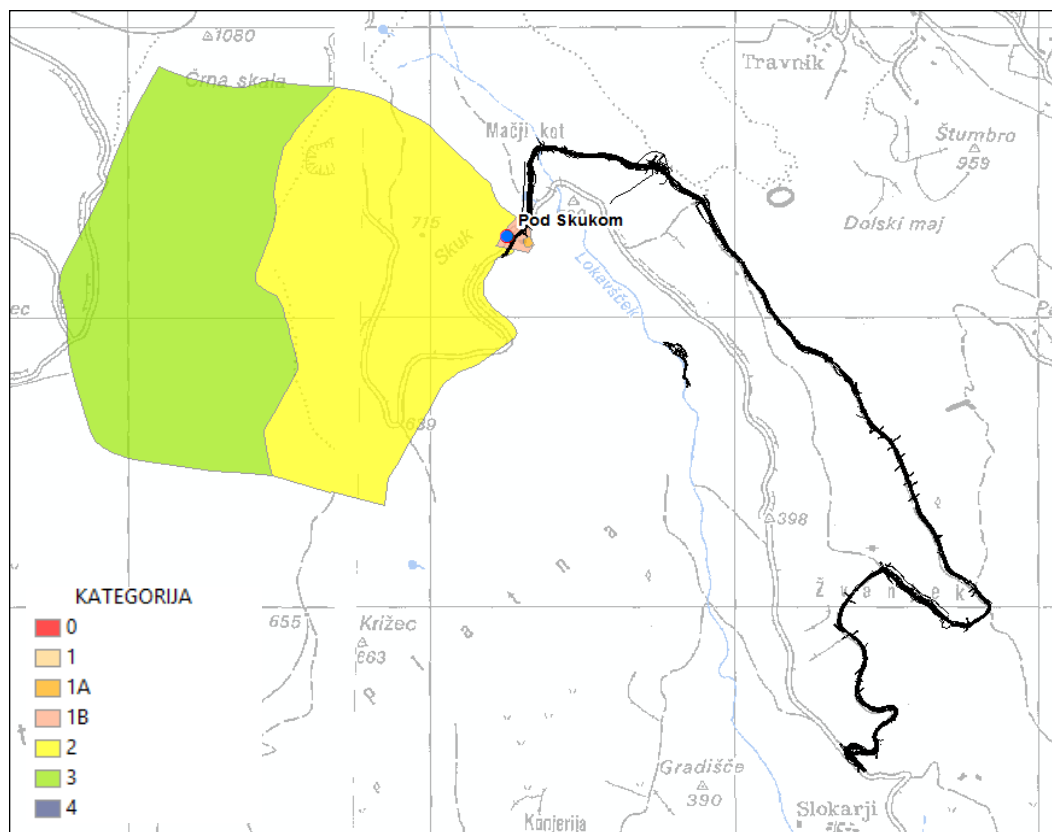 1080
Črna skala
Travnik
Mačji kot
Štumbro
959
Pod Skukom
715
Skuk
Dolski maj
Lokavšček
ec
639
398
Žvanek
KATEGORIJA
0
1
1A
1B
2
3
4
655
Križec
663
Gradišče
390
Slokarji
Konjerija